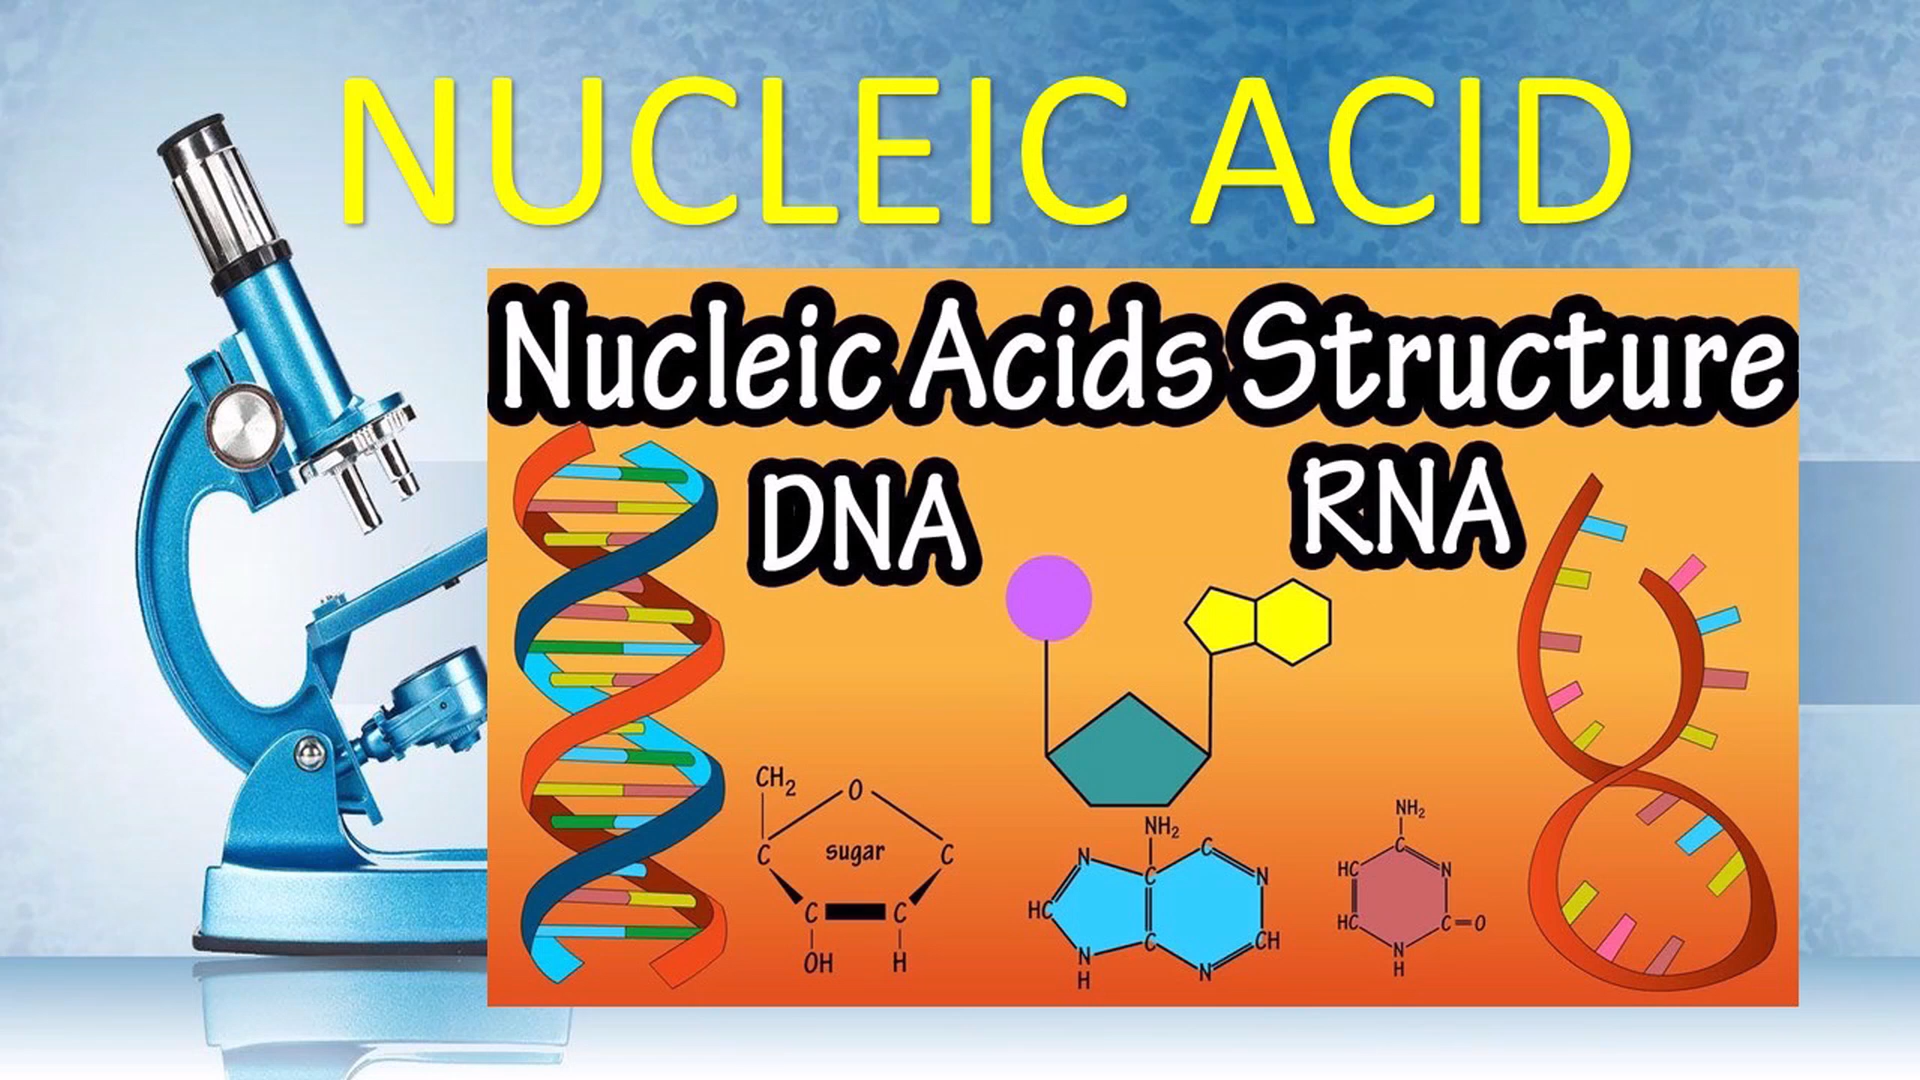 NUCLEIC ACID
Nucleic Acids Structure
DNA
RNA
CH2
O
sugar
C
C
C
C
OH
H
NH2
N
C
C
N
HC
N
H
C
N
CH
NH2
C
HC
N
HC
C=O
N
H